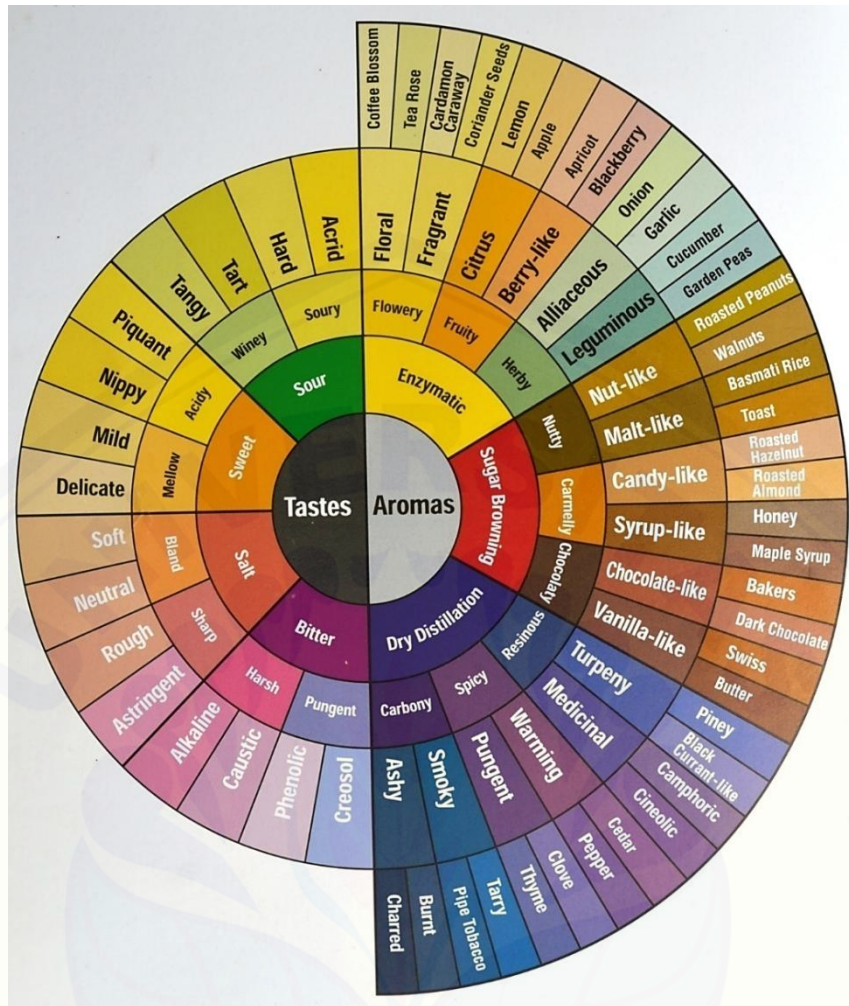 Tastes
Aromas
Sour
Sweet
Salt
Bitter
Enzymatic
Sugar Browning
Dry Distillation
Soury
Winey
Acidy
Mellow
Bland
Sharp
Harsh
Pungent
Flowery
Fruity
Herby
Nutty
Carmelly
Chocolaty
Resinous
Spicy
Carbony
Acrid
Hard
Tart
Tangy
Piquant
Nippy
Mild
Delicate
Soft
Neutral
Rough
Astringent
Alkaline
Caustic
Phenolic
Creosol
Floral
Fragrant
Citrus
Berry-like
Alliaceous
Leguminous
Nut-like
Malt-like
Candy-like
Syrup-like
Chocolate-like
Vanilla-like
Turpeny
Medicinal
Warming
Pungent
Smoky
Ashy
Coffee Blossom
Tea Rose
Cardamon
Caraway
Coriander Seeds
Lemon
Apple
Apricot
Blackberry
Onion
Garlic
Cucumber
Garden Peas
Roasted Peanuts
Walnuts
Basmati Rice
Toast
Roasted
Hazelnut
Roasted
Almond
Honey
Maple Syrup
Bakers
Dark Chocolate
Swiss
Butter
Piney
Black
Currant-like
Camphoric
Cineolic
Cedar
Pepper
Clove
Thyme
Tarry
Pipe Tobacco
Burnt
Charred